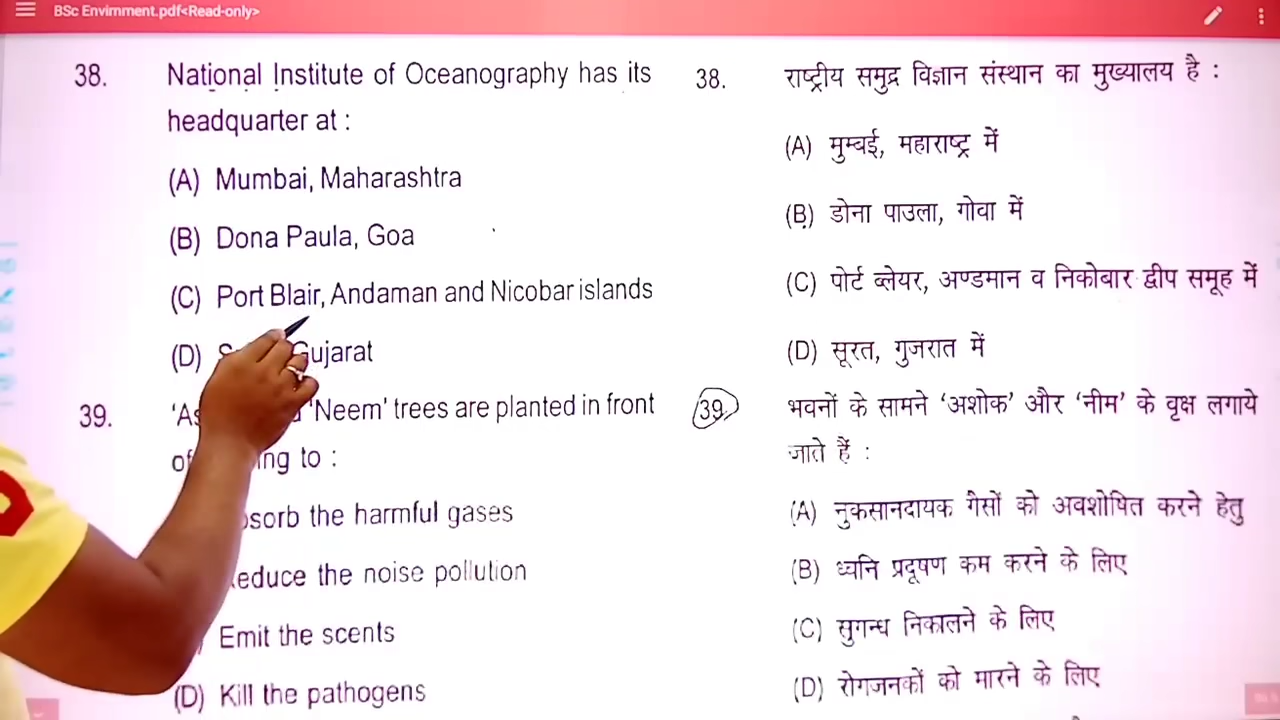 BSc Envirnment.pdf<Read-only>
38. National Institute of Oceanography has its
headquarter at :
(A) Mumbai, Maharashtra
(B) Dona Paula, Goa
(C) Port Blair, Andaman and Nicobar islands
(D) Gujarat
39. 'Neem' trees are planted in front
to :
the harmful gases
the noise pollution
Emit the scents
(D) Kill the pathogens
38. राष्ट्रीय समुद्र विज्ञान संस्थान का मुख्यालय है :
(A) मुम्बई, महाराष्ट्र में
(B) डोना पाउला, गोवा में
(C) पोर्ट ब्लेयर, अण्डमान व निकोबार द्वीप समूह में
(D) सूरत, गुजरात में
39. भवनों के सामने 'अशोक' और 'नीम' के वृक्ष लगाये
जाते हैं :
(A) नुकसानदायक गैसों को अवशोषित करने हेतु
(B) ध्वनि प्रदूषण कम करने के लिए
(C) सुगन्ध निकालने के लिए
(D) रोगजनकों को मारने के लिए